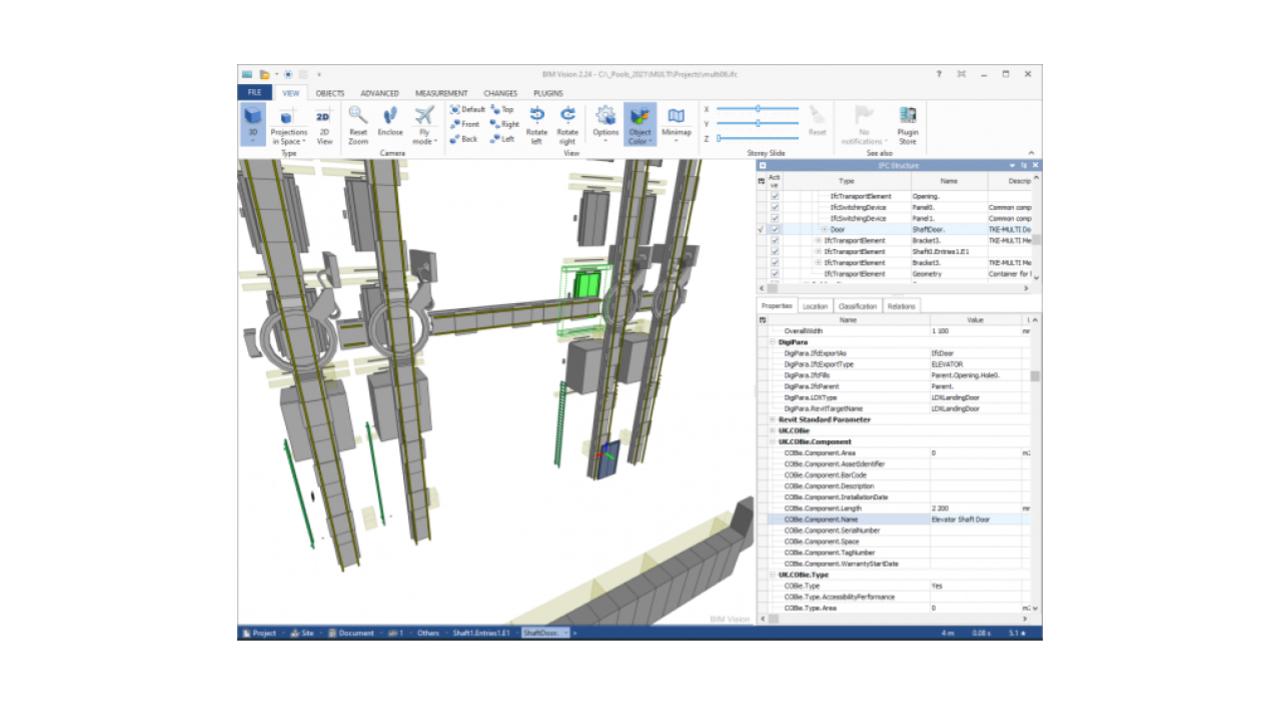 BIM Vision 2.24 - C:\_Pools_2021\MULTI\Projects\multi06.ifc
?
FILE VIEW OBJECTS ADVANCED MEASUREMENT CHANGES PLUGINS
3D
Projections in Space
2D
2D View
Reset Zoom
Enclose
Fly mode
Default Top
Front Right
Back Left
Rotate left
Rotate right
Options
Object Color
Minimap
X
Y
Z
Reset
No notifications
Plugin Store
Type Camera View Storey Slide See also
IFC Structure
Active Type Name Descrip
IfcTransportElement Opening.
IfcSwitchingDevice Panel0. Common comp
IfcSwitchingDevice Panel1. Common comp
Door ShaftDoor. TKE-MULTI Do
IfcTransportElement Bracket3. TKE-MULTI Me
IfcTransportElement Shaft0.Entries1.E1
IfcTransportElement Bracket3. TKE-MULTI Me
IfcTransportElement Geometry Container for l
Properties Location Classification Relations
Name Value
OverallWidth 1 100 mr
DigiPara
DigiPara.IfcExportAs IfcDoor
DigiPara.IfcExportType ELEVATOR
DigiPara.IfcFills Parent.Opening.Hole0.
DigiPara.IfcParent Parent.
DigiPara.LDXType LDXLandingDoor
DigiPara.RevitTargetName LDXLandingDoor
Revit Standard Parameter
UK.COBie
UK.COBie.Component
COBie.Component.Area 0 m2
COBie.Component.AssetIdentifier
COBie.Component.BarCode
COBie.Component.Description
COBie.Component.InstallationDate
COBie.Component.Length 2 200 mr
COBie.Component.Name Elevator Shaft Door
COBie.Component.SerialNumber
COBie.Component.Space
COBie.Component.TagNumber
COBie.Component.WarrantyStartDate
UK.COBie.Type
COBie.Type Yes
COBie.Type.AccessibilityPerformance
COBie.Type.Area 0 m2
BIM Vision
Project Site Document 1 Others Shaft1.Entries1.E1 ShaftDoor. 4 m 0.08 s 5.1